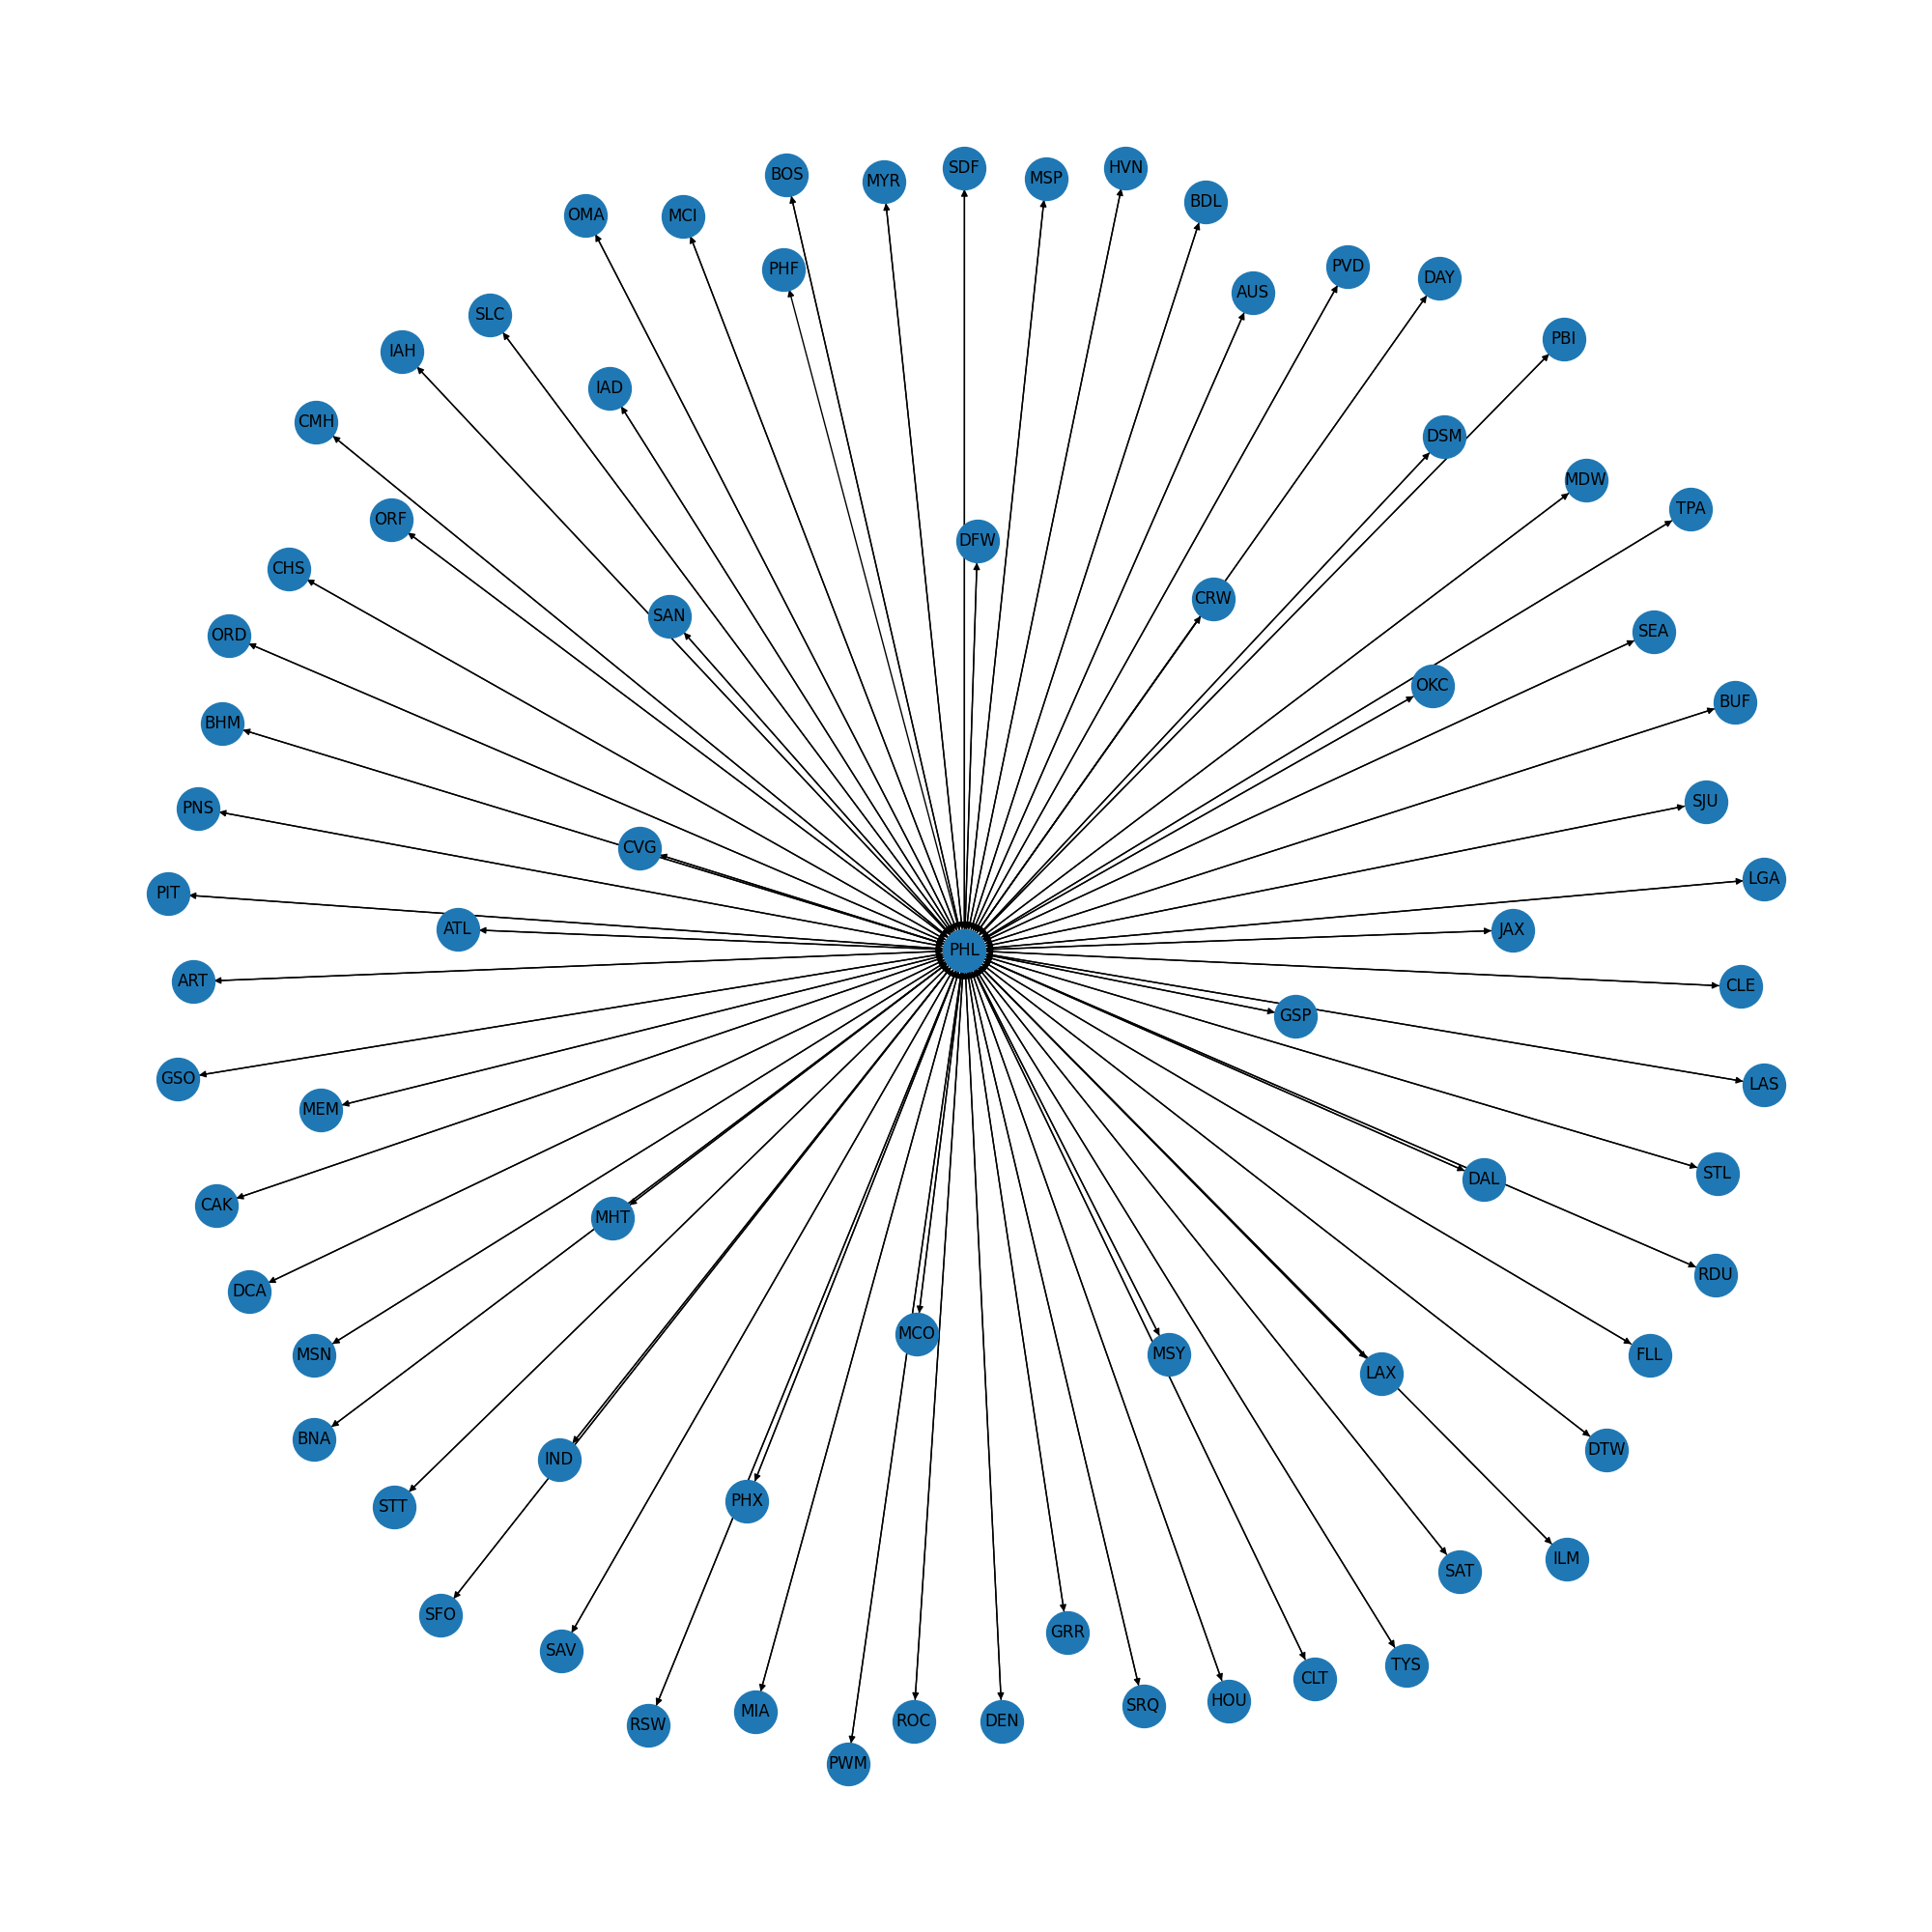 SDF
HVN
BOS
MSP
MYR
BDL
OMA
MCI
PVD
PHF
DAY
AUS
SLC
PBI
IAH
IAD
CMH
DSM
MDW
TPA
ORF
DFW
CHS
CRW
SAN
SEA
ORD
OKC
BUF
BHM
SJU
PNS
CVG
LGA
PIT
ATL
JAX
PHL
ART
CLE
GSP
GSO
LAS
MEM
STL
DAL
CAK
MHT
RDU
DCA
MCO
MSY
MSN
FLL
LAX
BNA
DTW
IND
PHX
STT
ILM
SAT
SFO
GRR
SAV
TYS
CLT
HOU
SRQ
MIA
ROC
DEN
RSW
PWM